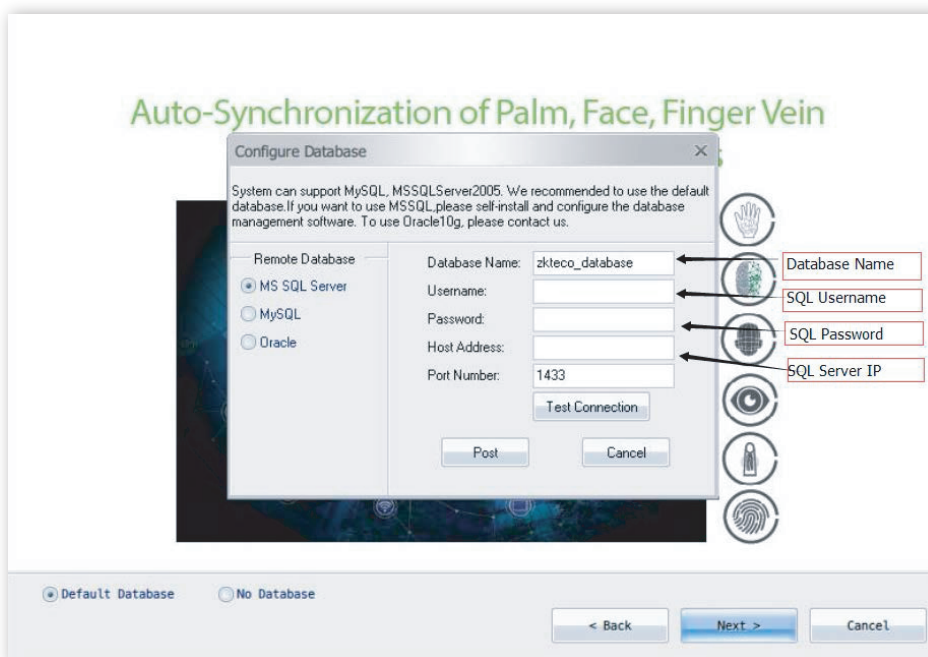 Auto-Synchronization of Palm, Face, Finger Vein
Configure Database
System can support MySQL, MSSQLServer2005. We recommended to use the default
database.If you want to use MSSQL,please self-install and configure the database
management software. To use Oracle10g, please contact us.
Remote Database
MS SQL Server
MySQL
Oracle
Database Name: zkteco_database
Username:
Password:
Host Address:
Port Number: 1433
Test Connection
Post Cancel
Database Name
SQL Username
SQL Password
SQL Server IP
Default Database No Database
< Back Next > Cancel